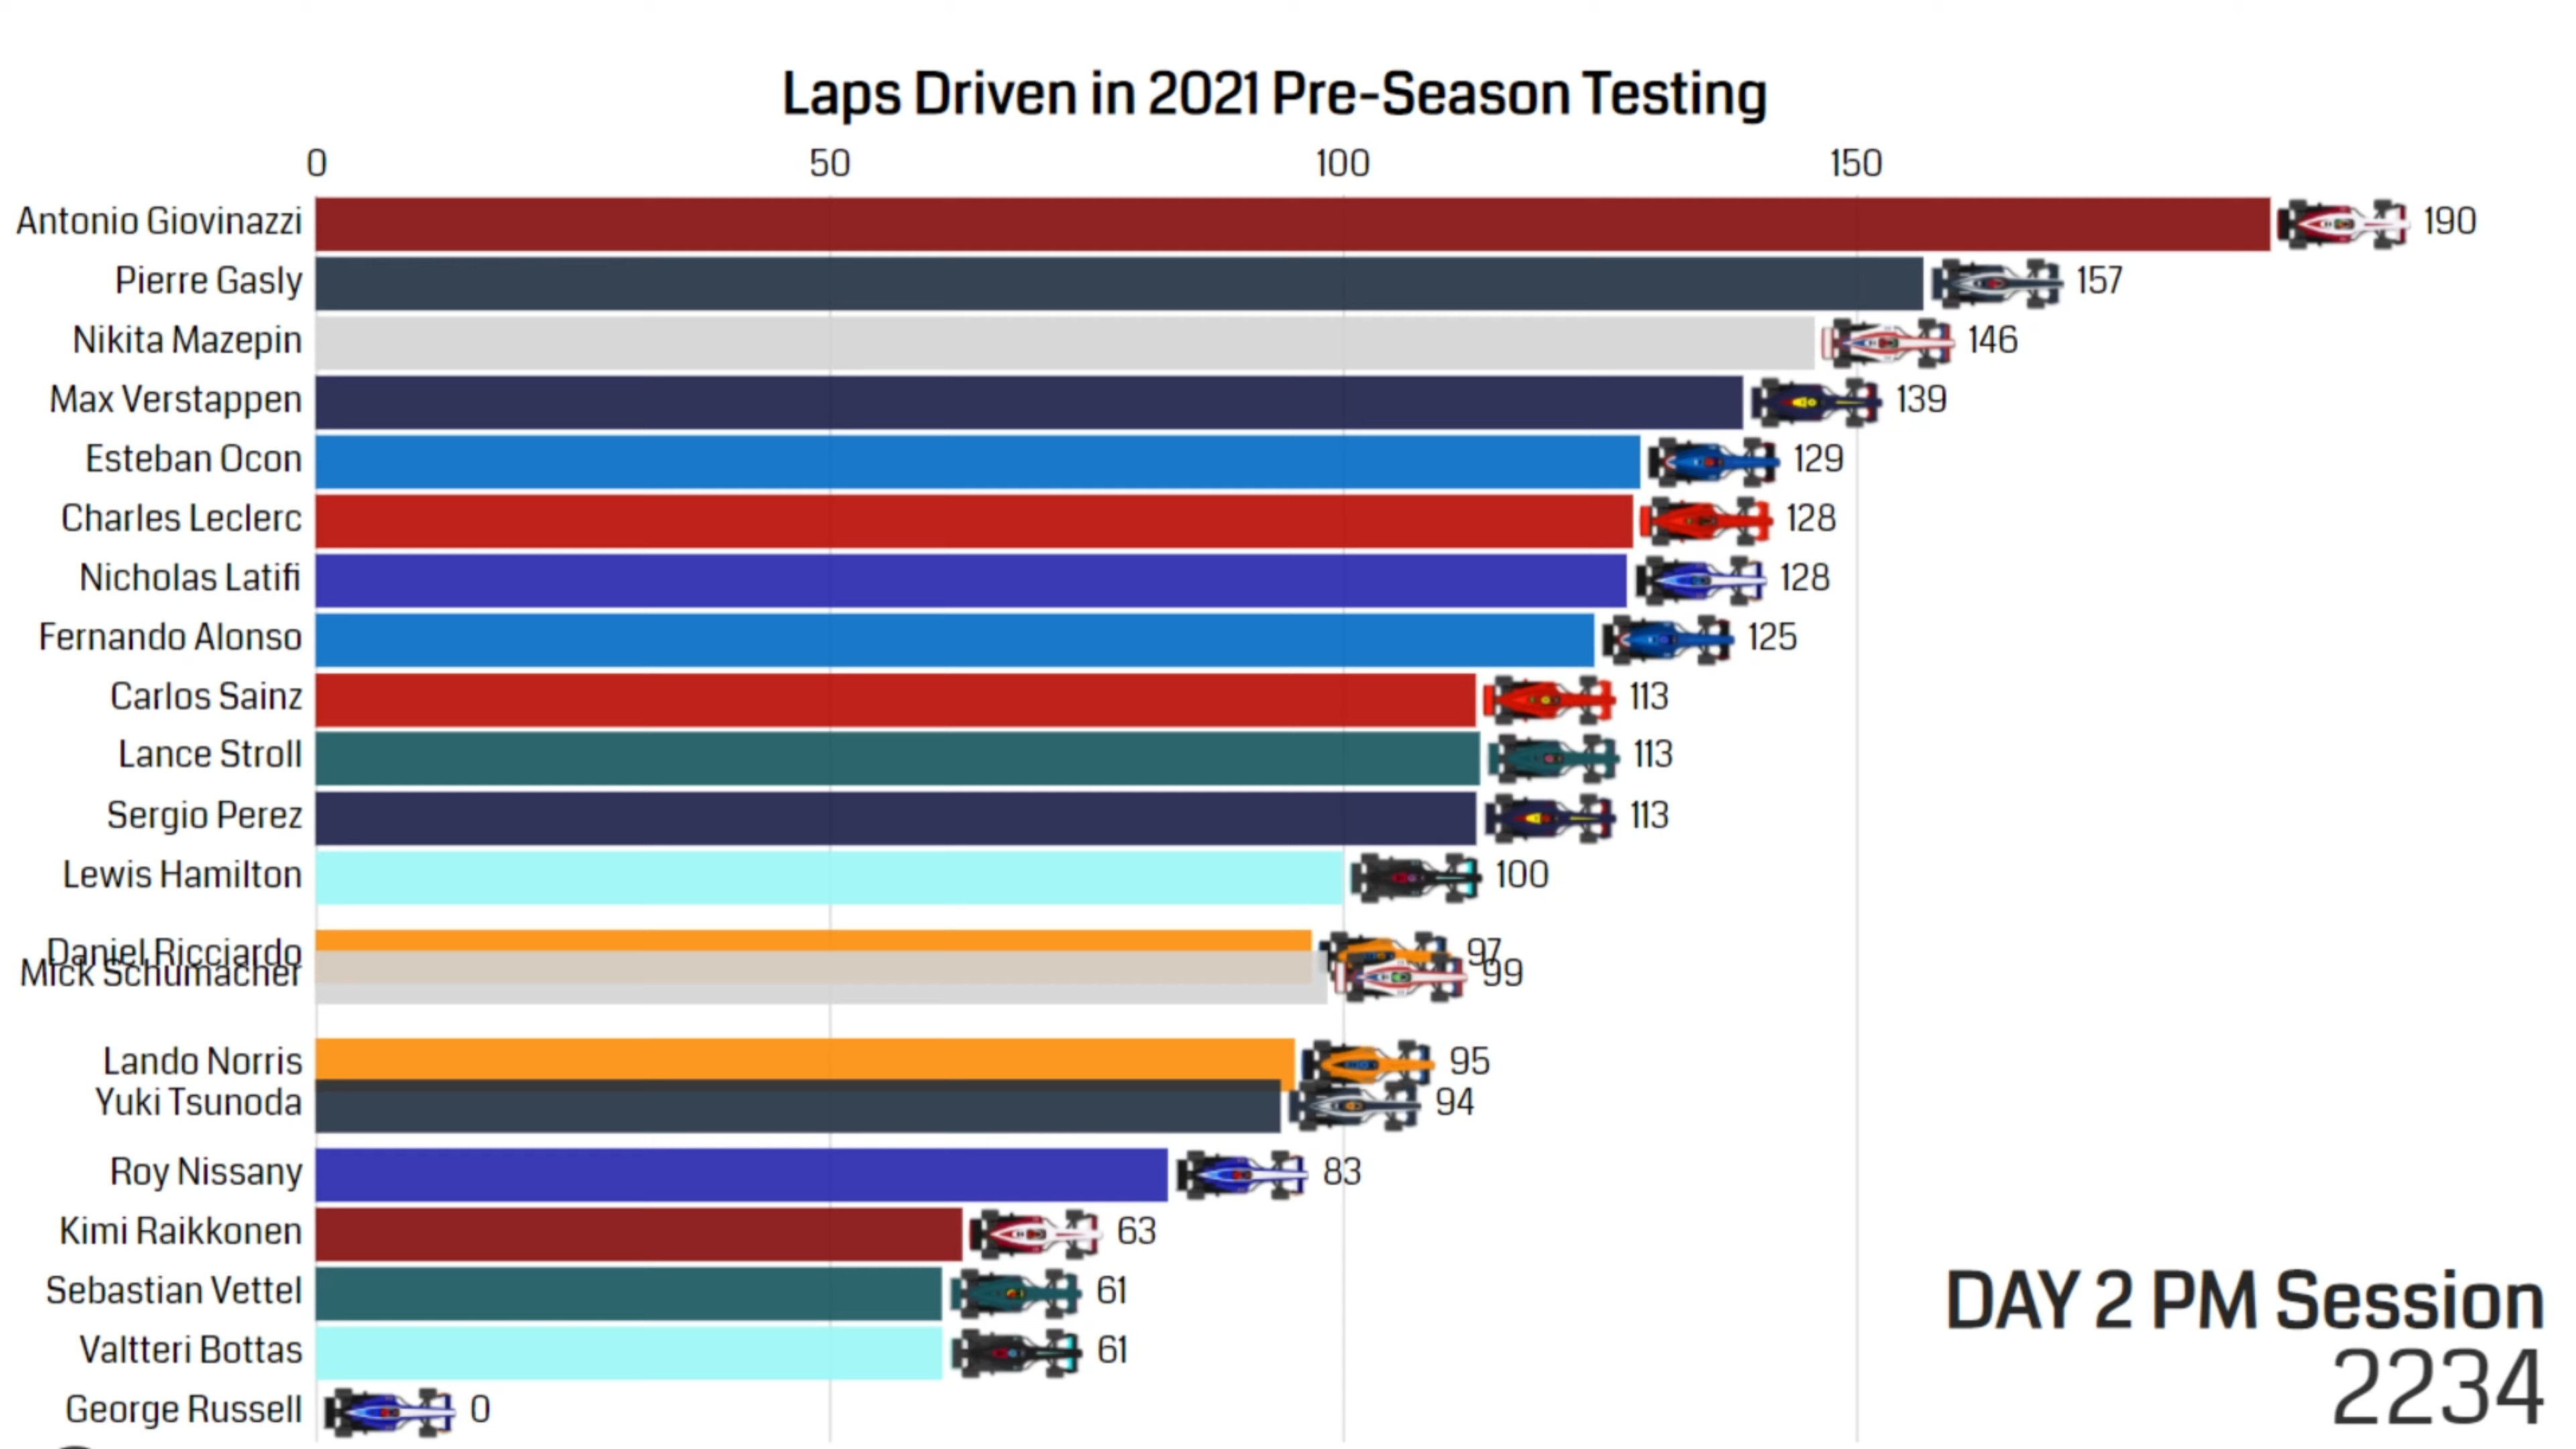 Laps Driven in 2021 Pre-Season Testing
0 50 100 150
Antonio Giovinazzi 190
Pierre Gasly 157
Nikita Mazepin 146
Max Verstappen 139
Esteban Ocon 129
Charles Leclerc 128
Nicholas Latifi 128
Fernando Alonso 125
Carlos Sainz 113
Lance Stroll 113
Sergio Perez 113
Lewis Hamilton 100
Daniel Ricciardo 97
Mick Schumacher 99
Lando Norris 95
Yuki Tsunoda 94
Roy Nissany 83
Kimi Raikkonen 63
Sebastian Vettel 61
Valtteri Bottas 61
George Russell 0
DAY 2 PM Session
2234